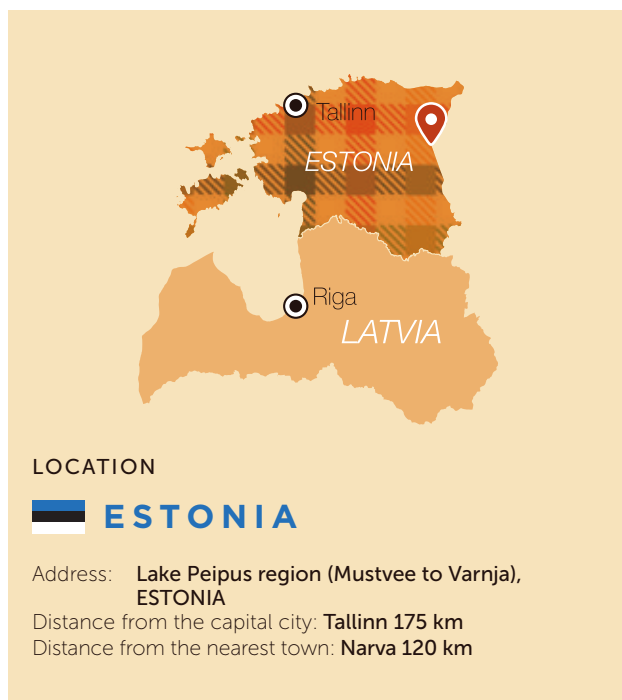 Tallinn
ESTONIA
Riga
LATVIA
LOCATION
ESTONIA
Address: Lake Peipus region (Mustvee to Varnja),
ESTONIA
Distance from the capital city: Tallinn 175 km
Distance from the nearest town: Narva 120 km